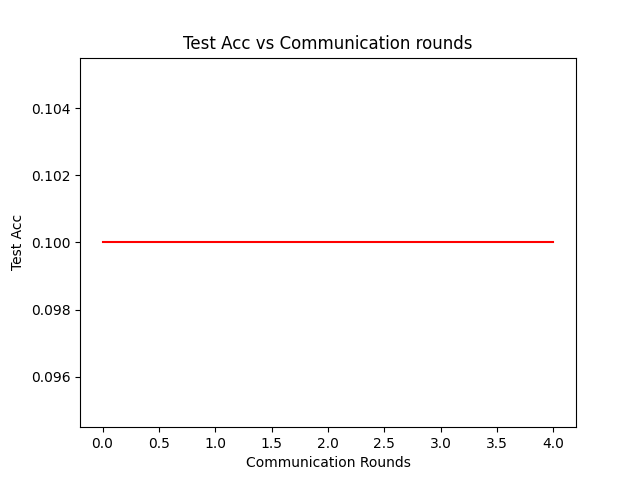 Test Acc vs Communication rounds
0.104
0.102
0.100
0.098
0.096
Test Acc
0.0 0.5 1.0 1.5 2.0 2.5 3.0 3.5 4.0
Communication Rounds